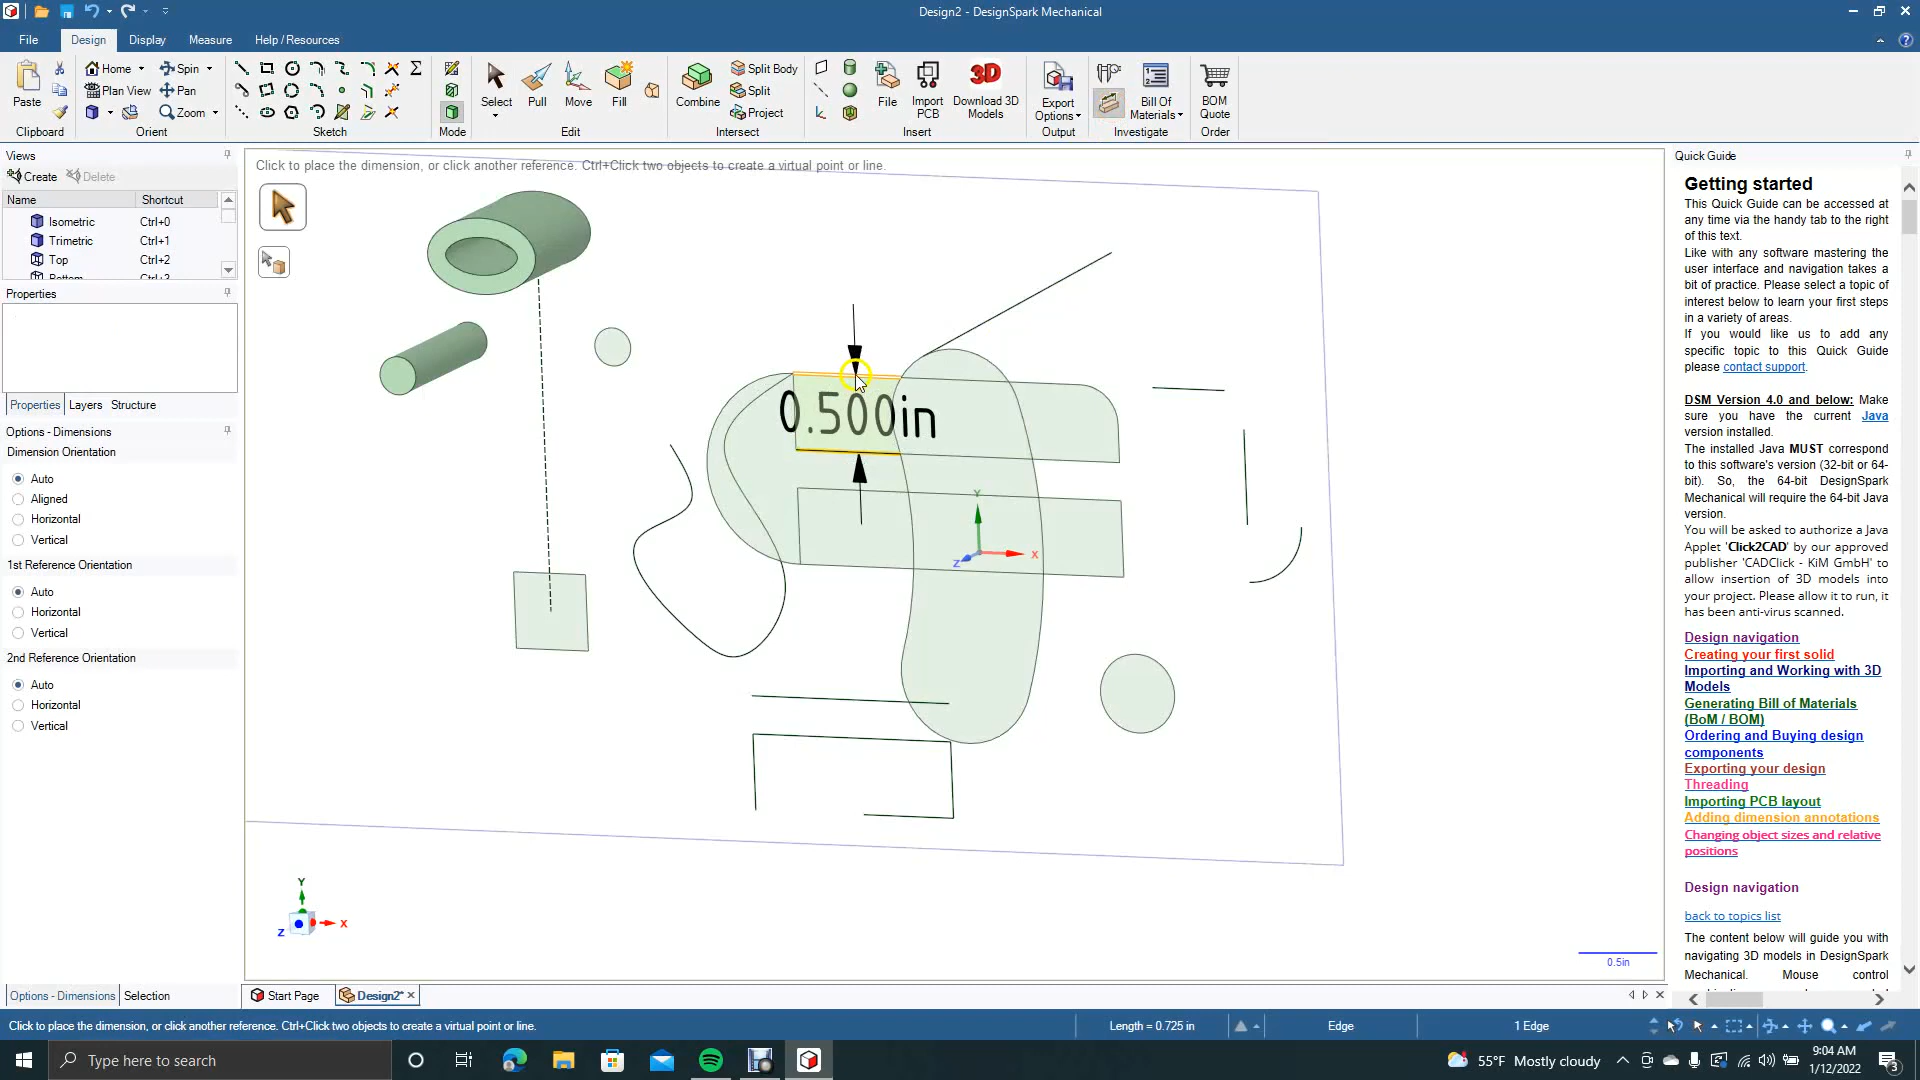 Design2 - DesignSpark Mechanical
File Design Display Measure Help / Resources
Paste
Clipboard
Home Spin
Plan View Pan
Zoom
Orient
Sketch
Mode
Select Pull Move Fill
Edit
Combine
Split Body
Split
Project
Intersect
File Import PCB Download 3D Models
Insert
Export Options
Output
Bill Of Materials
Investigate
BOM Quote
Order
Views
Create Delete
Name Shortcut
Isometric Ctrl+0
Trimetric Ctrl+1
Top Ctrl+2
Bottom Ctrl+3
Properties
Properties Layers Structure
Options - Dimensions
Dimension Orientation
Auto
Aligned
Horizontal
Vertical
1st Reference Orientation
Auto
Horizontal
Vertical
2nd Reference Orientation
Auto
Horizontal
Vertical
Options - Dimensions Selection
Click to place the dimension, or click another reference. Ctrl+Click two objects to create a virtual point or line.
0.500in
Y
X
Z
Y
X
Z
0.5in
Start Page Design2*
Quick Guide
Getting started
This Quick Guide can be accessed at
any time via the handy tab to the right
of this text.
Like with any software mastering the
user interface and navigation takes a
bit of practice. Please select a topic of
interest below to learn your first steps
in a variety of areas.
If you would like us to add any
specific topic to this Quick Guide
please contact support.
DSM Version 4.0 and below: Make
sure you have the current Java
version installed.
The installed Java MUST correspond
to this software's version (32-bit or 64-
bit). So, the 64-bit DesignSpark
Mechanical will require the 64-bit Java
version.
You will be asked to authorize a Java
Applet 'Click2CAD' by our approved
publisher 'CADClick - KiM GmbH' to
allow insertion of 3D models into
your project. Please allow it to run, it
has been anti-virus scanned.
Design navigation
Creating your first solid
Importing and Working with 3D
Models
Generating Bill of Materials
(BoM / BOM)
Ordering and Buying design
components
Exporting your design
Threading
Importing PCB layout
Adding dimension annotations
Changing object sizes and relative
positions
Design navigation
back to topics list
The content below will guide you with
navigating 3D models in DesignSpark
Mechanical. Mouse control
Click to place the dimension, or click another reference. Ctrl+Click two objects to create a virtual point or line.
Length = 0.725 in Edge 1 Edge
Type here to search
55°F Mostly cloudy
9:04 AM
1/12/2022
3